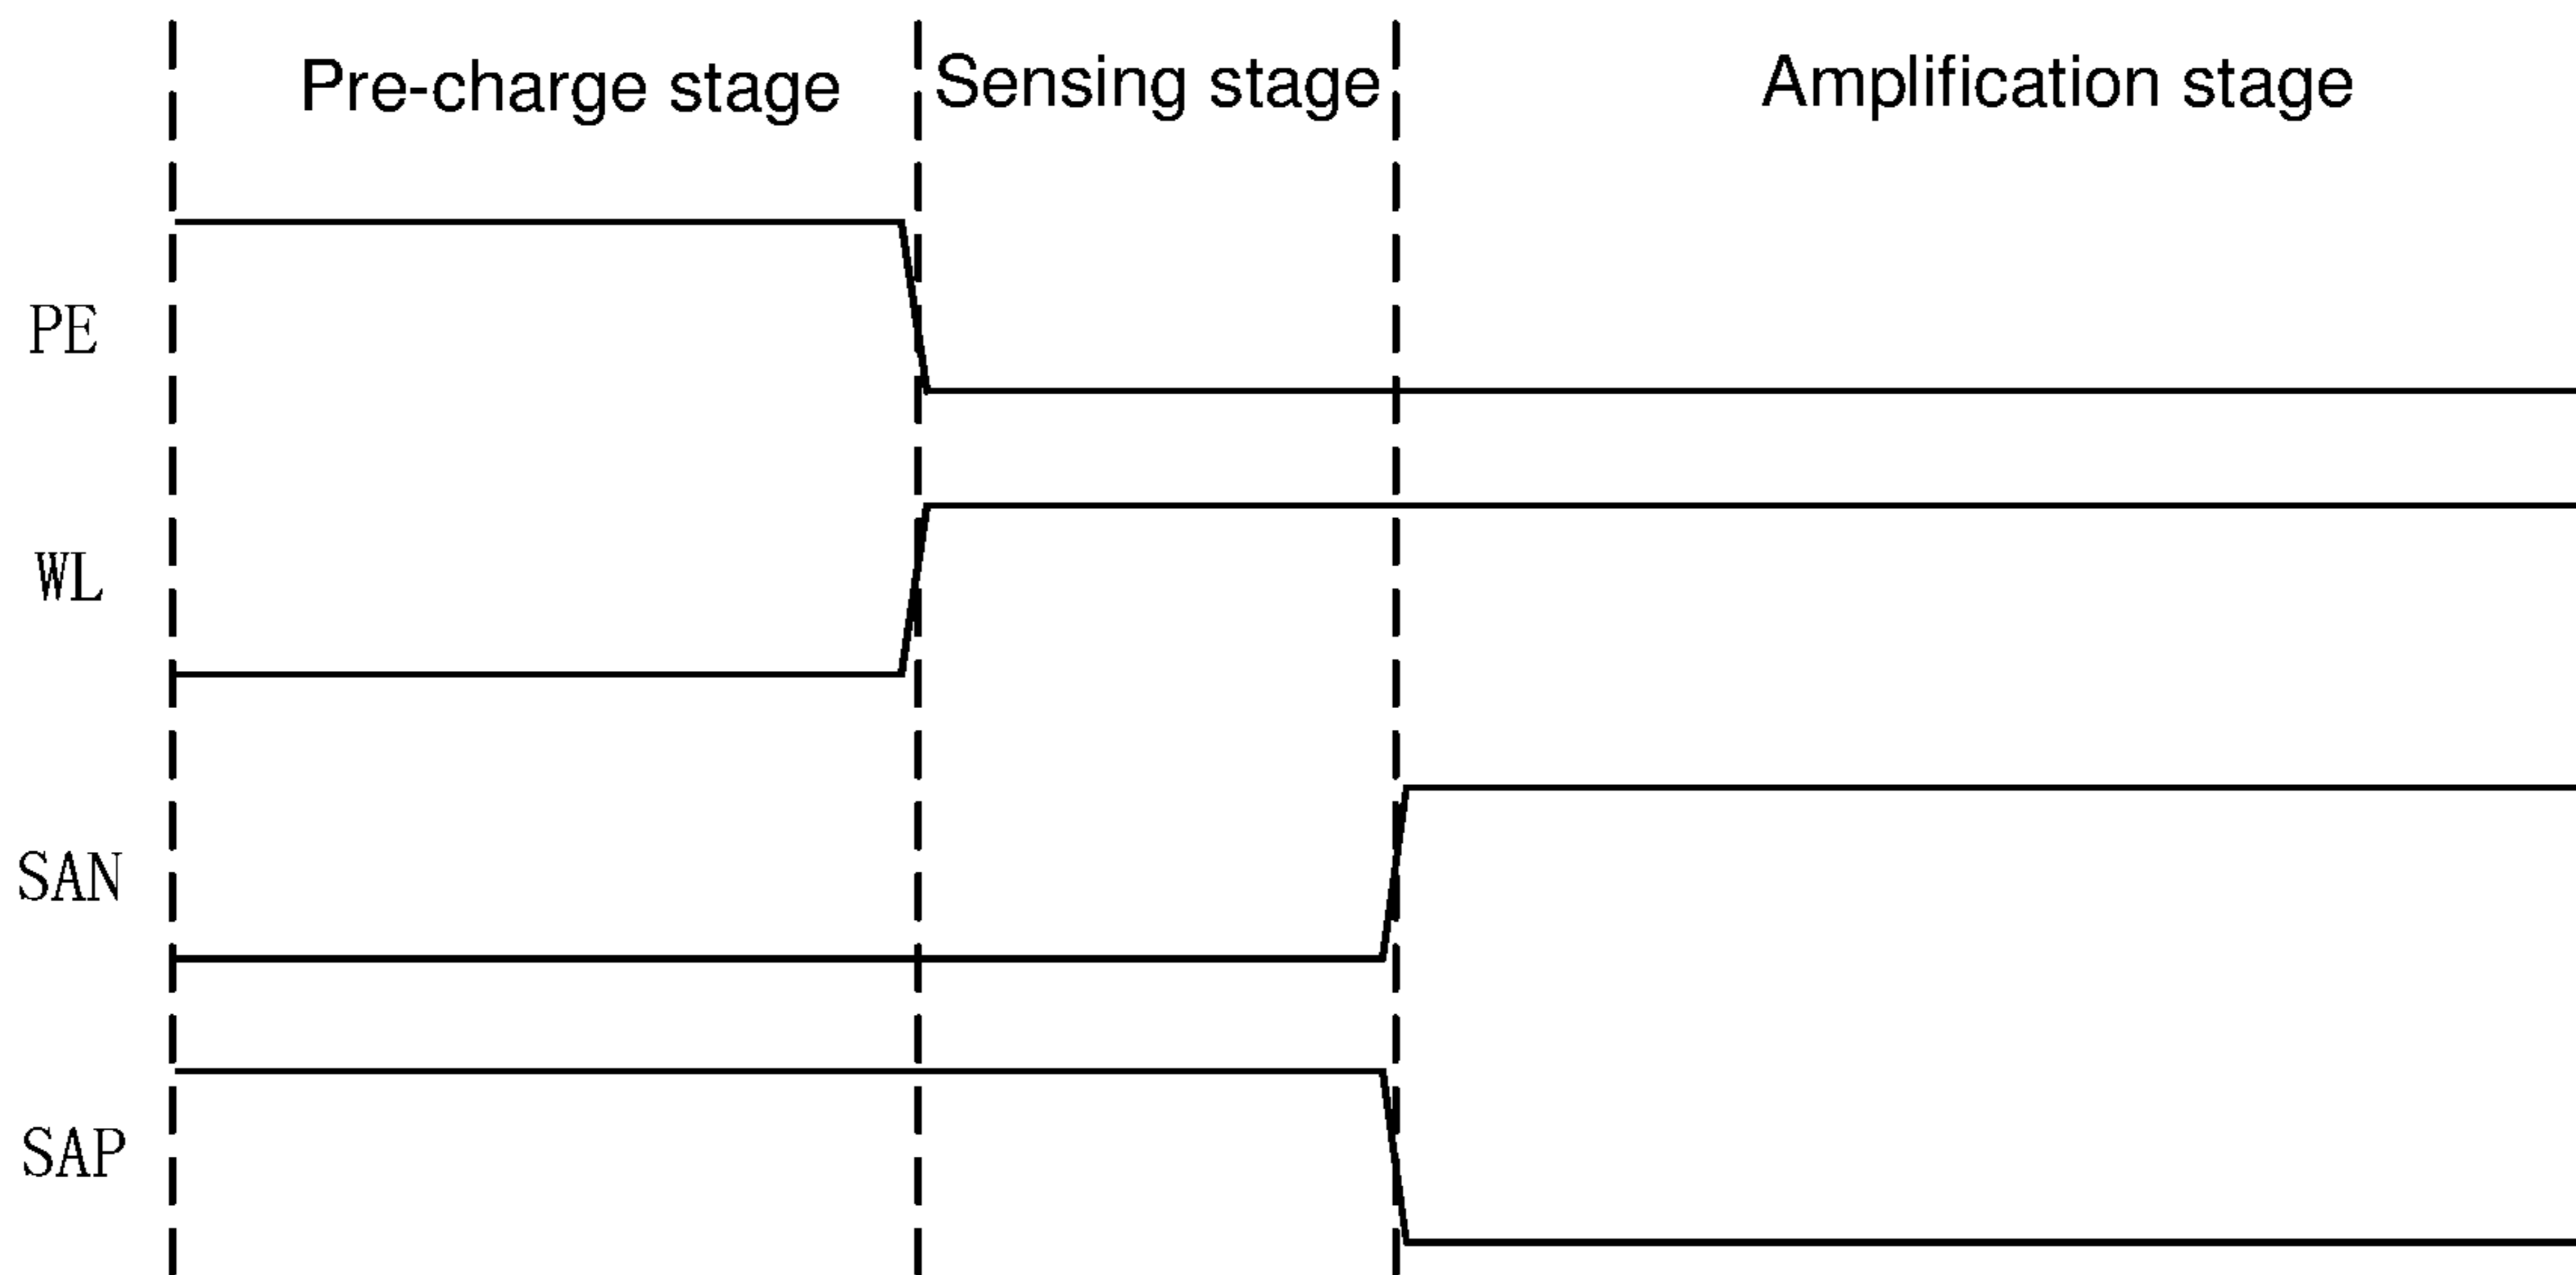 Pre-charge stage Sensing stage Amplification stage
PE
WL
SAN
SAP